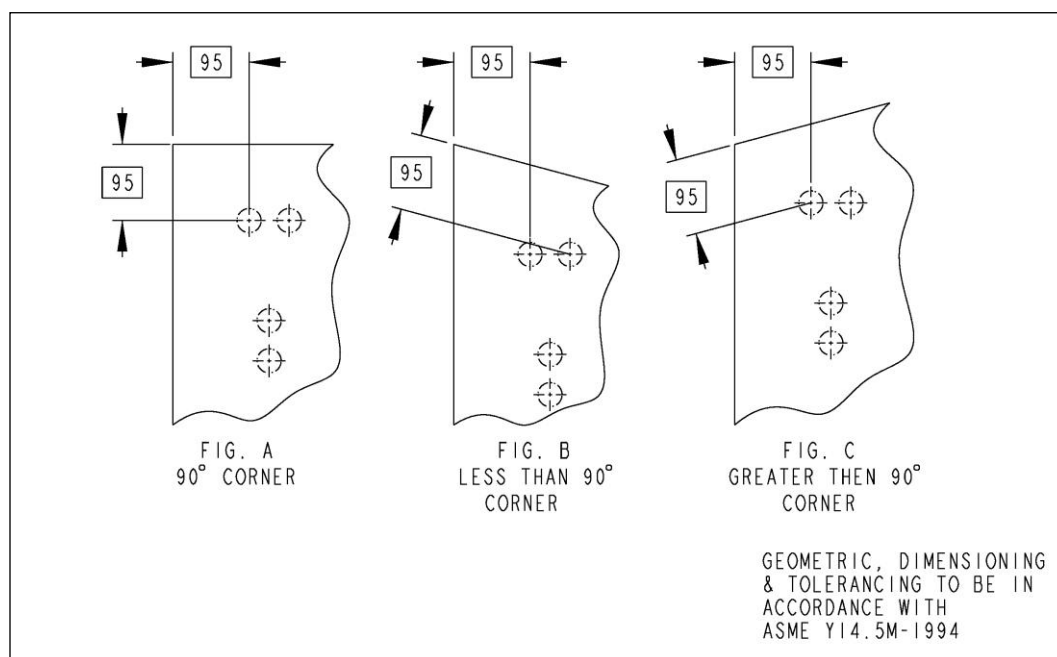 95
95
95
95
95
95
FIG. A
90° CORNER
FIG. B
LESS THAN 90°
CORNER
FIG. C
GREATER THEN 90°
CORNER
GEOMETRIC, DIMENSIONING
& TOLERANCING TO BE IN
ACCORDANCE WITH
ASME Y14.5M-1994